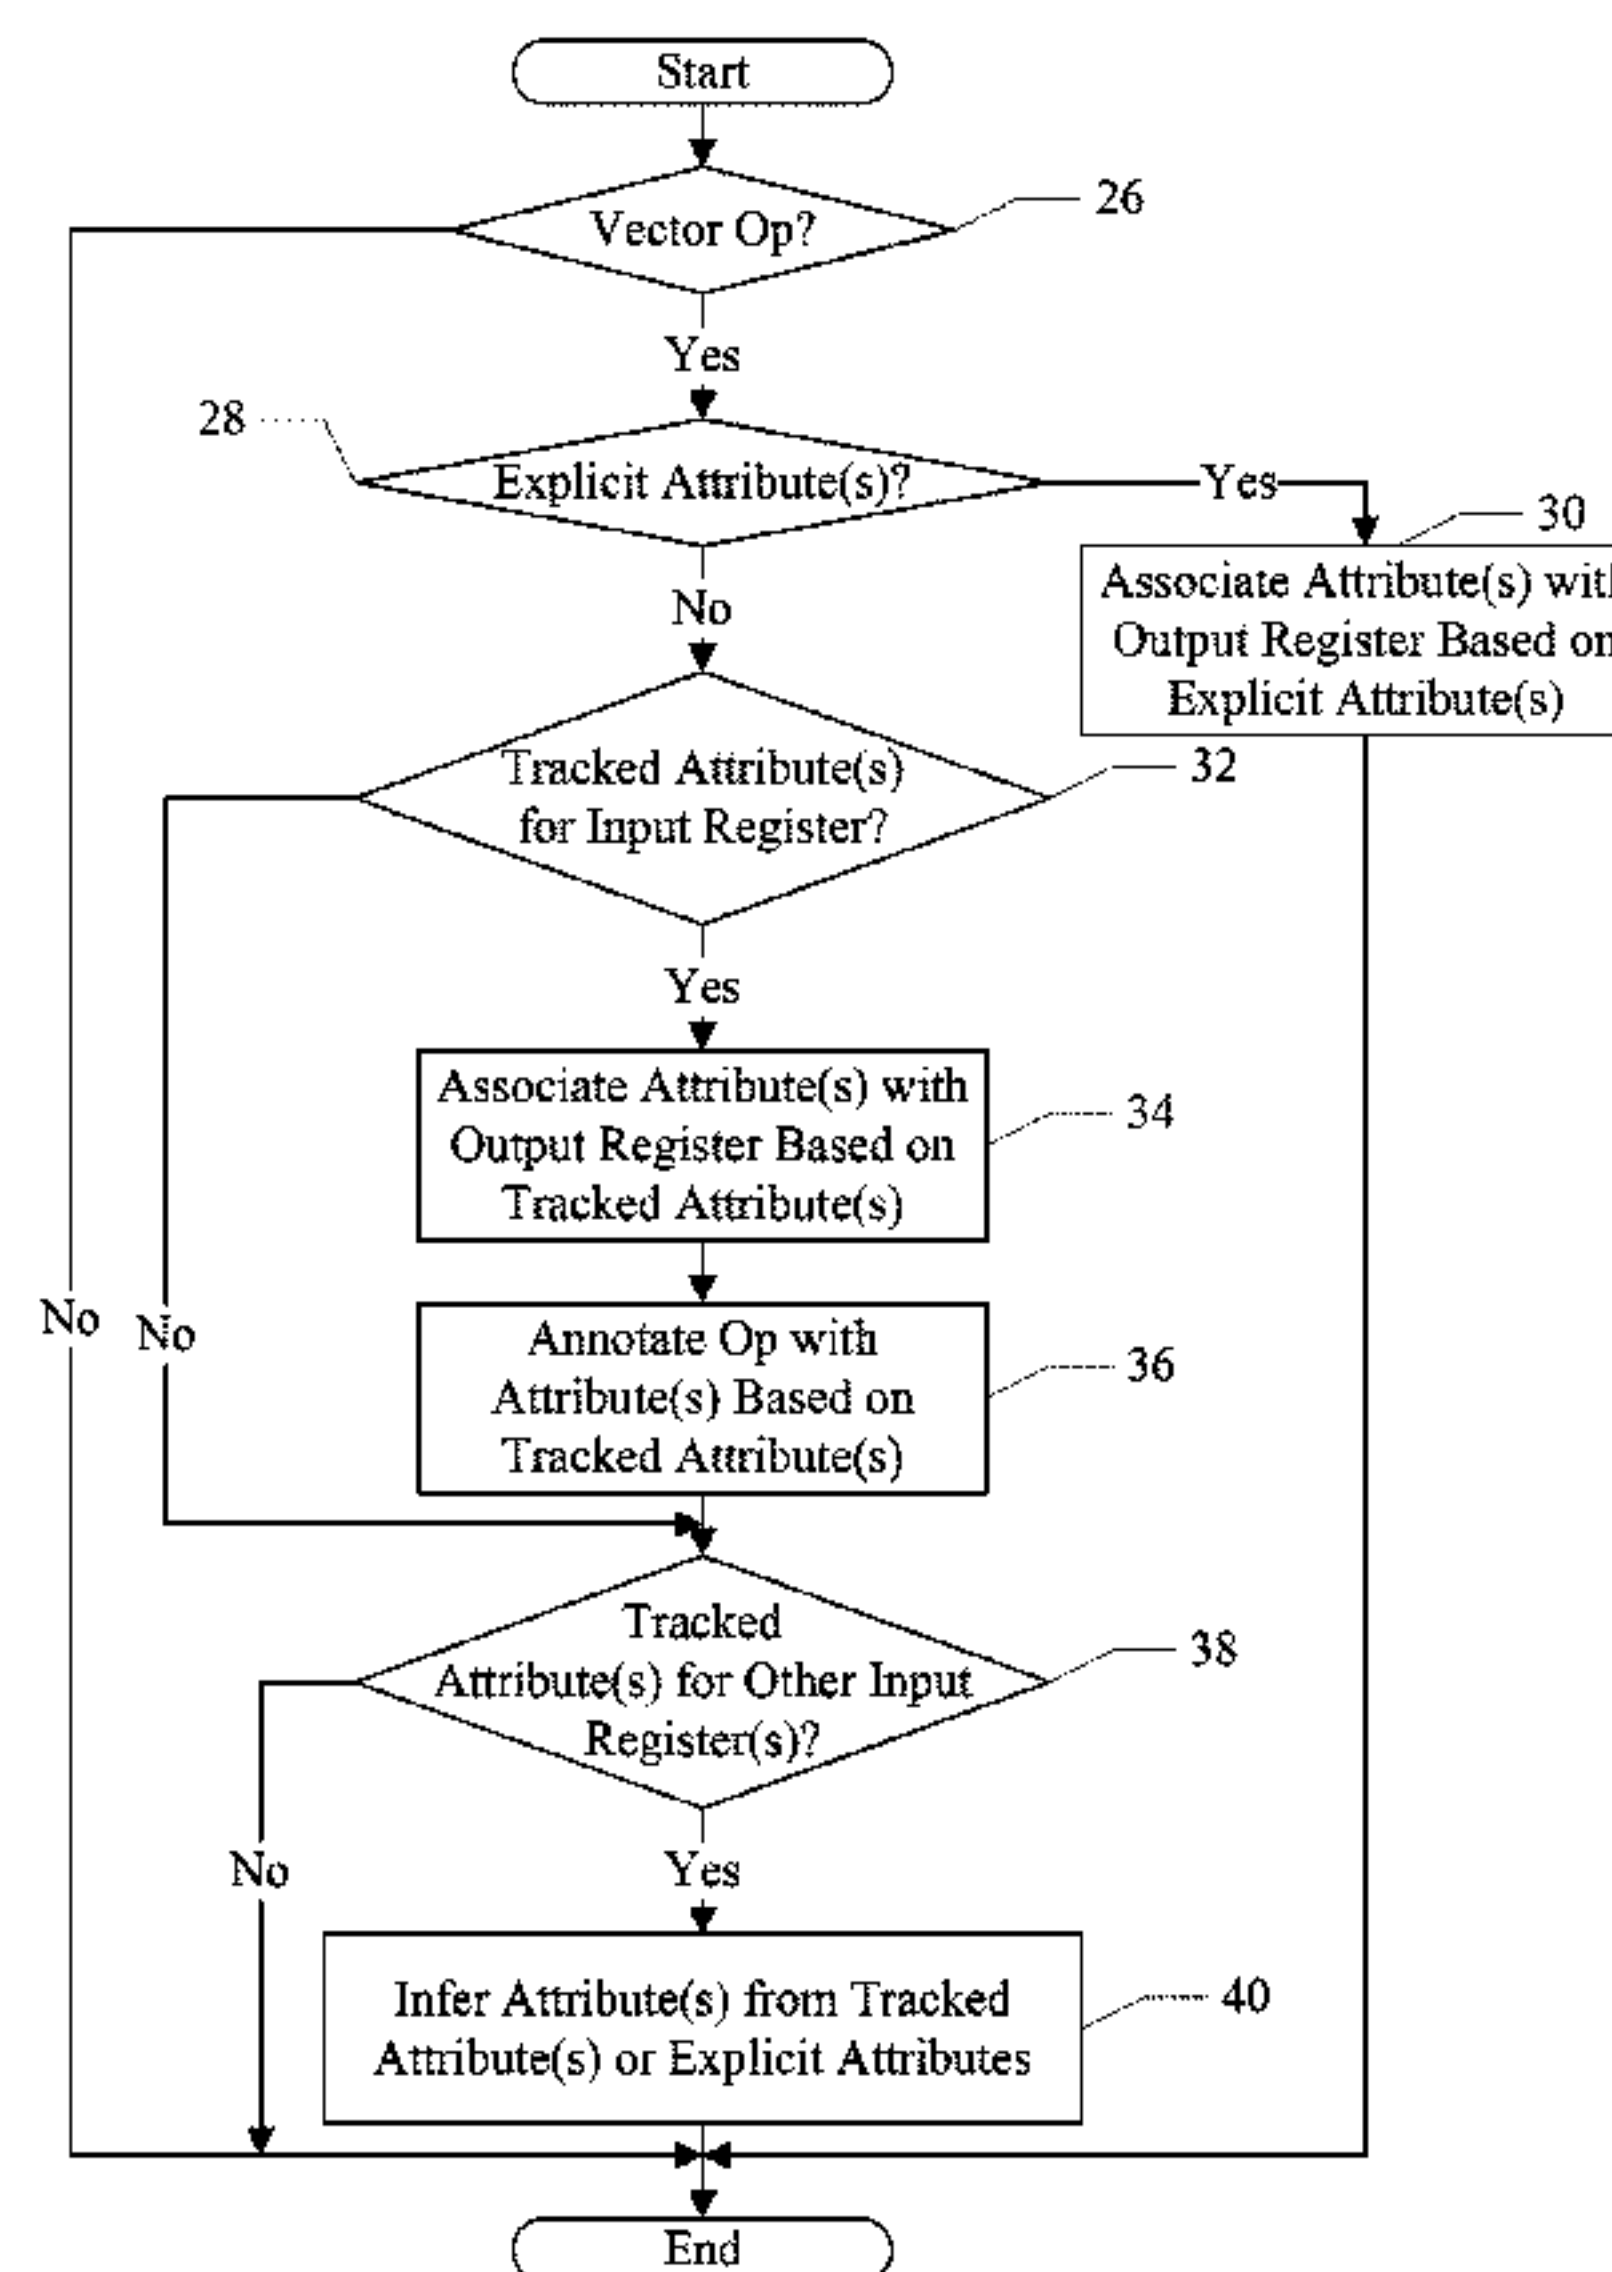 Start
Vector Op?
26
Yes
28
Explicit Attribute(s)?
Yes
30
Associate Attribute(s) wit
Output Register Based on
Explicit Attribute(s)
No
Tracked Attribute(s)
for Input Register?
32
Yes
Associate Attribute(s) with
Output Register Based on
Tracked Attribute(s)
34
No
No
Annotate Op with
Attribute(s) Based on
Tracked Attribute(s)
36
Tracked
Attribute(s) for Other Input
Register(s)?
38
No
Yes
Infer Attribute(s) from Tracked
Attribute(s) or Explicit Attributes
40
End